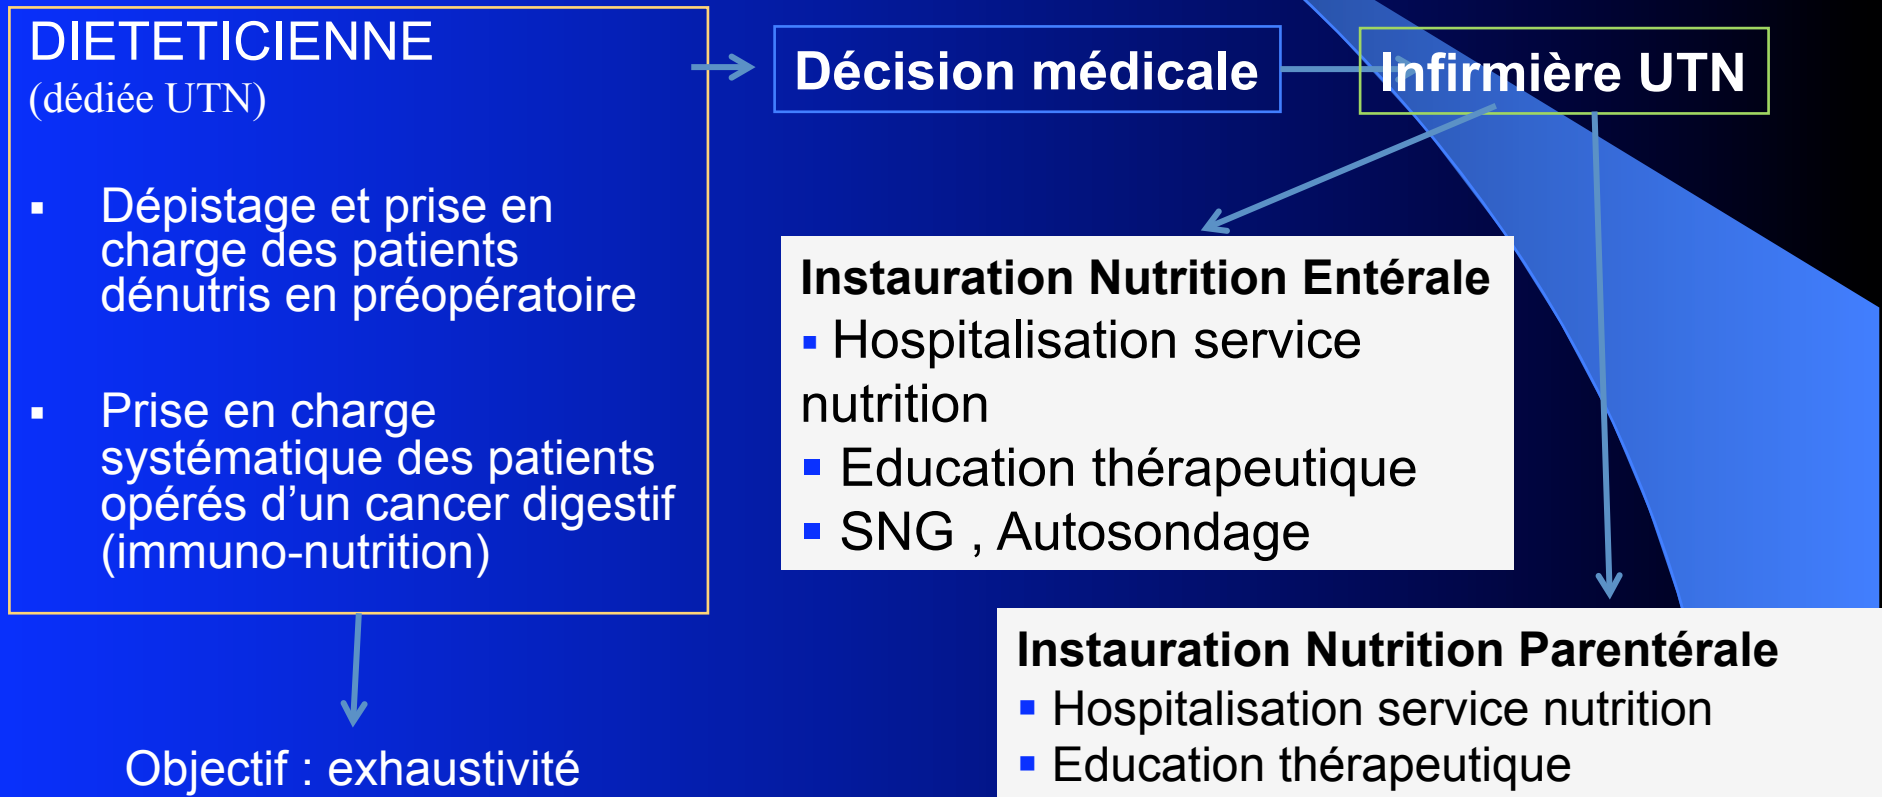 DIETETICIENNE
(dédiée UTN)
▪ Dépistage et prise en
charge des patients
dénutris en préopératoire
▪ Prise en charge
systématique des patients
opérés d’un cancer digestif
(immuno-nutrition)
Objectif : exhaustivité
Décision médicale
Infirmière UTN
Instauration Nutrition Entérale
▪ Hospitalisation service
nutrition
▪ Education thérapeutique
▪ SNG , Autosondage
Instauration Nutrition Parentérale
▪ Hospitalisation service nutrition
▪ Education thérapeutique